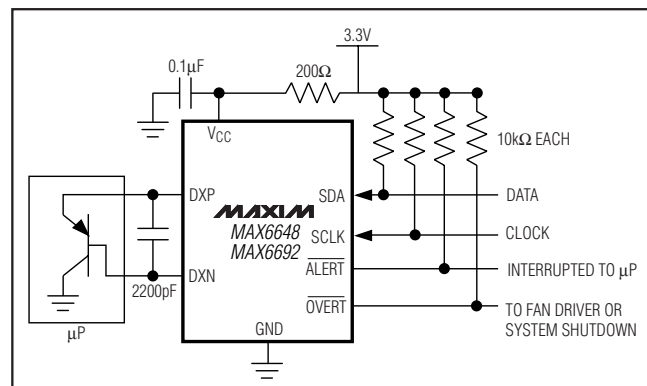 3.3V
0.1μF
200Ω
VCC
10kΩ EACH
DXP
SDA
DATA
MAXIM
MAX6648
MAX6692
SCLK
CLOCK
ALERT
INTERRUPTED TO μP
DXN
2200pF
OVERT
TO FAN DRIVER OR
SYSTEM SHUTDOWN
GND
μP